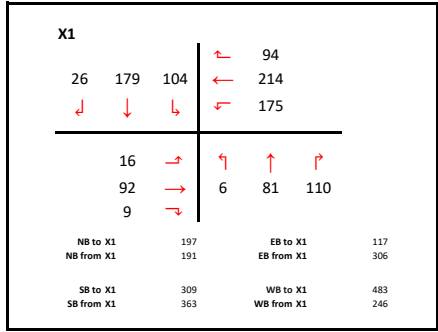 X1
94
26 179 104 ← 214
175
16
92 → 6 81 110
9
NB to X1 197 EB to X1 117
NB from X1 191 EB from X1 306
SB to X1 309 WB to X1 483
SB from X1 363 WB from X1 246